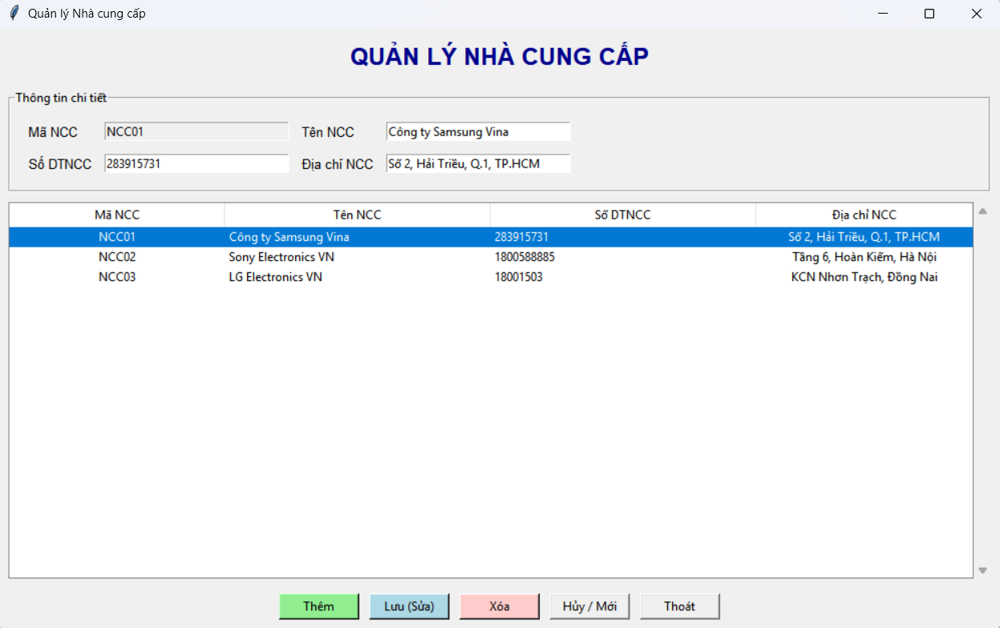 Quản lý Nhà cung cấp
QUẢN LÝ NHÀ CUNG CẤP
Thông tin chi tiết
Mã NCC NCC01 Tên NCC Công ty Samsung Vina
Số DTNCC 283915731 Địa chỉ NCC Số 2, Hải Triều, Q.1, TP.HCM
Mã NCC Tên NCC Số DTNCC Địa chỉ NCC
NCC01 Công ty Samsung Vina 283915731 Số 2, Hải Triều, Q.1, TP.HCM
NCC02 Sony Electronics VN 1800588885 Tầng 6, Hoàn Kiếm, Hà Nội
NCC03 LG Electronics VN 18001503 KCN Nhơn Trạch, Đồng Nai
Thêm Lưu (Sửa) Xóa Hủy / Mới Thoát